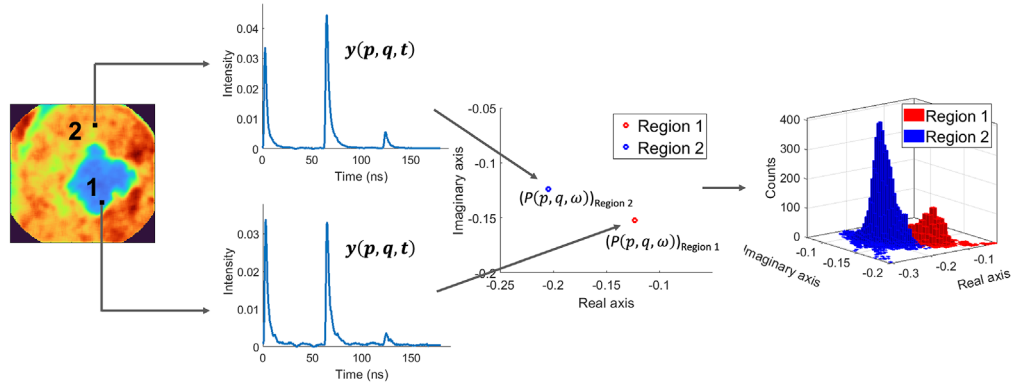 2
1
Intensity
0.04
0.03
0.02
0.01
0
y(p, q, t)
0 50 100 150
Time (ns)
Intensity
0.03
0.02
0.01
0
y(p, q, t)
0 50 100 150
Time (ns)
Imaginary axis
-0.05
-0.1
-0.15
-0.2
Region 1
Region 2
(P(p, q, ω))Region 2
(P(p, q, ω))Region 1
-0.25 -0.2 -0.15 -0.1
Real axis
Region 1
Region 2
Counts
400
300
200
100
0
-0.1
-0.15
-0.2
Imaginary axis
-0.3
-0.2
-0.1
Real axis